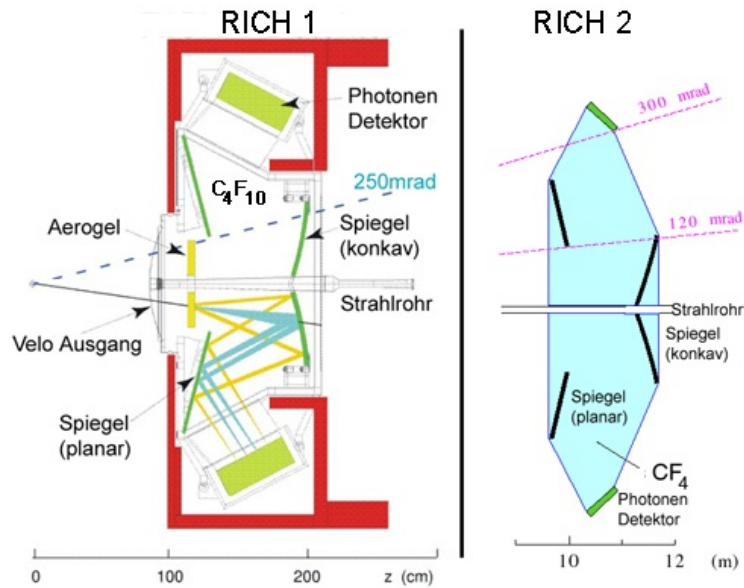 RICH 1
Photonen
Detektor
C4F10
250mrad
Aerogel
Spiegel
(konkav)
Strahlrohr
Velo Ausgang
Spiegel
(planar)
0
100
200
z (cm)
RICH 2
300 mrad
120 mrad
Strahlrohr
Spiegel
(konkav)
Spiegel
(planar)
CF4
Photonen
Detektor
10
12
(m)